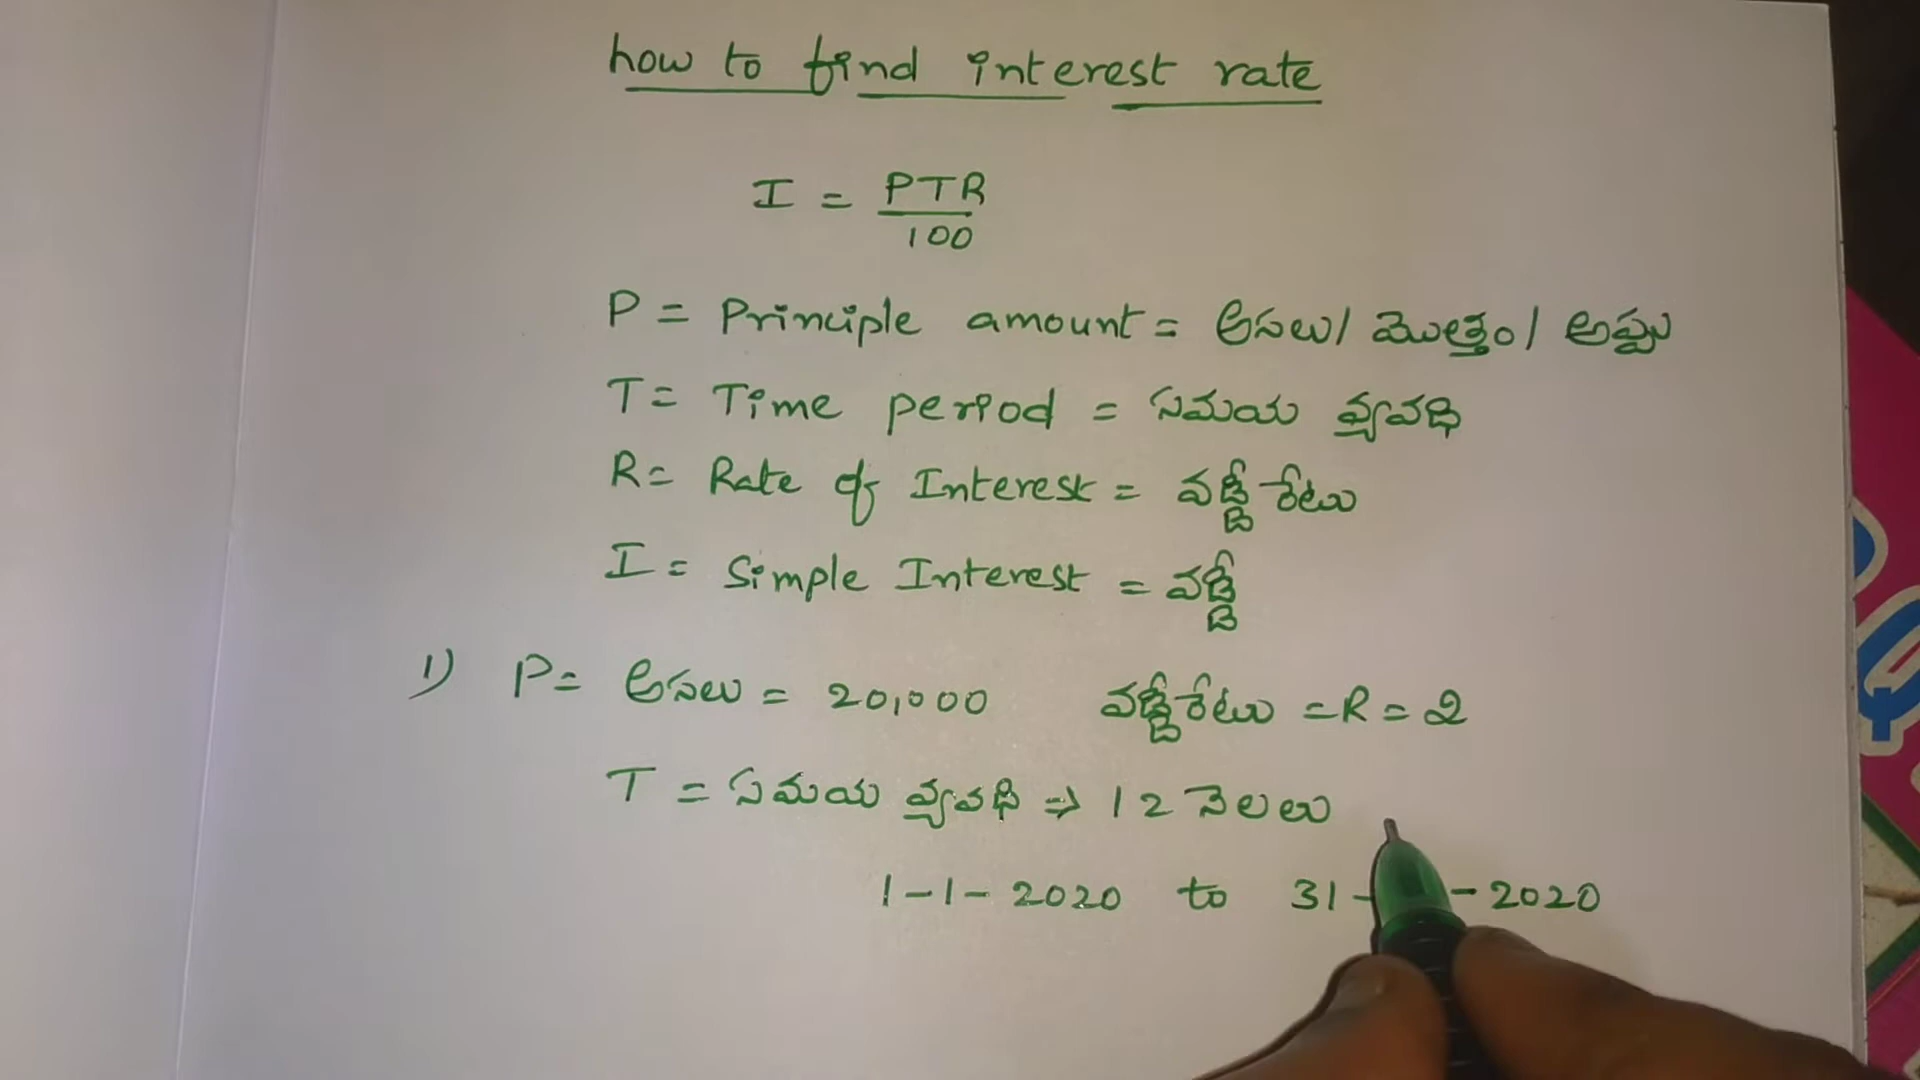 how to find interest rate
I = PTR
100
P = Principle amount = అసలు/ మొత్తం/ అప్పు
T = Time period = సమయ వ్యవధి
R = Rate of Interest = వడ్డీ రేటు
I = Simple Interest = వడ్డీ
1) P = అసలు = 20,000 వడ్డీరేటు = R = 2
T = సమయ వ్యవధి => 12 నెలలు
1-1-2020 to 31- -2020